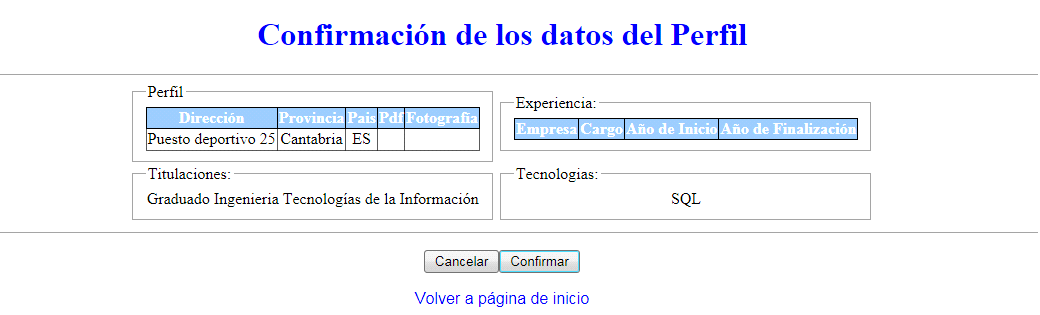 Confirmación de los datos del Perfil
Perfil
Dirección Provincia Pais Pdf Fotografía
Puesto deportivo 25 Cantabria ES
Experiencia:
Empresa Cargo Año de Inicio Año de Finalización
Titulaciones:
Graduado Ingenieria Tecnologías de la Información
Tecnologias:
SQL
Cancelar Confirmar
Volver a página de inicio